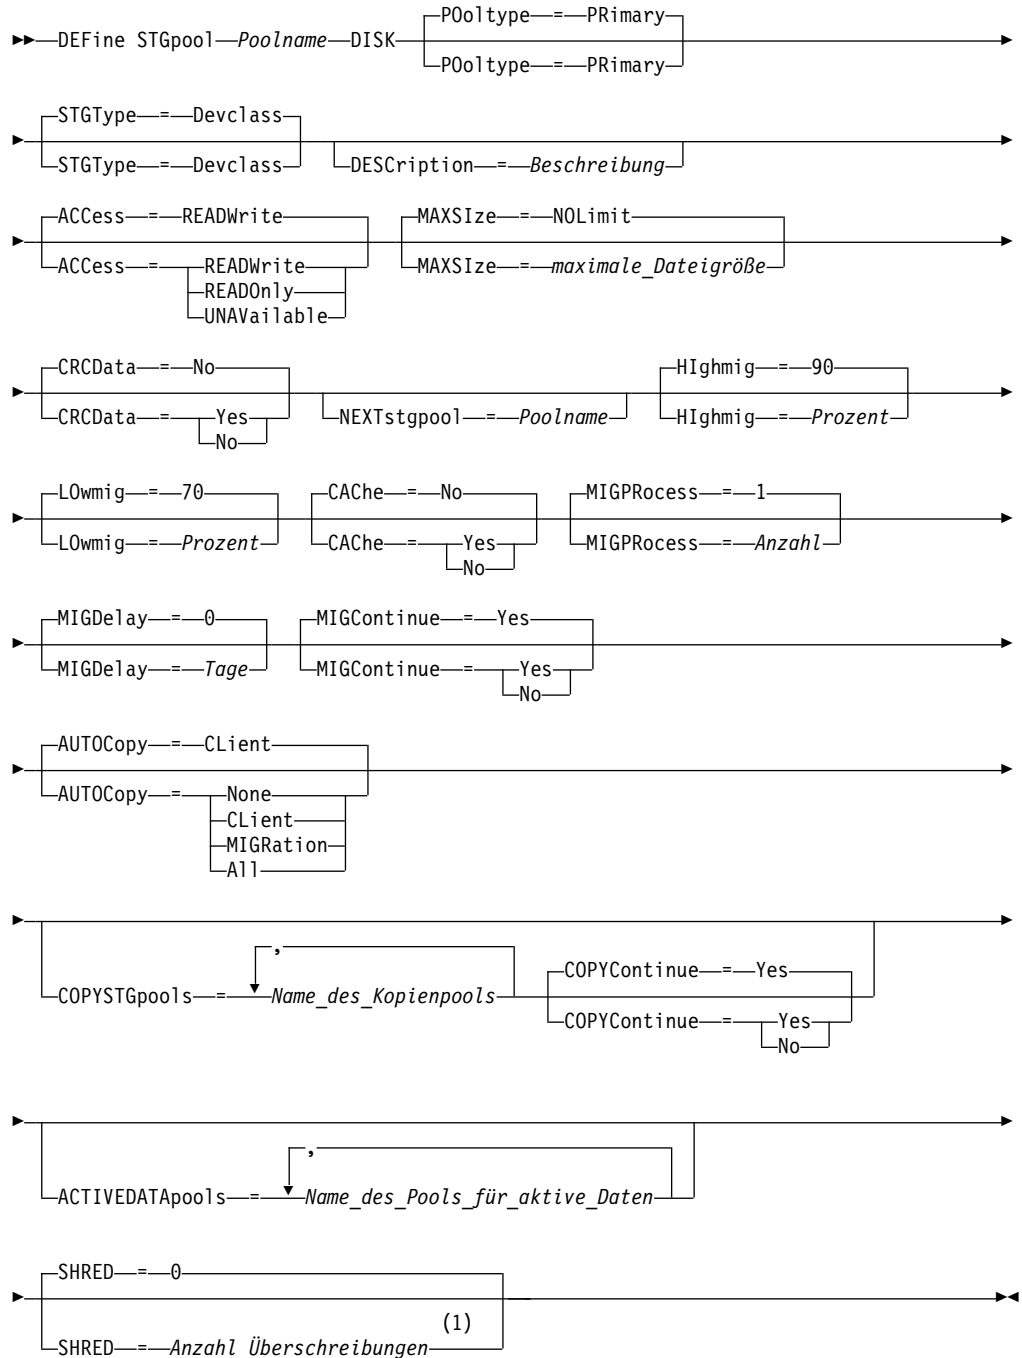 POoltype = PRimary
DEFine STGpool Poolname DISK
POoltype = PRimary
STGType = Devclass
STGType = Devclass
DESCription = Beschreibung
ACCess = READWrite
MAXSIze = NOLimit
ACCess = READWrite
MAXSIze = maximale_Dateigröße
READOnly
UNAVailable
CRCData = No
HIghmig = 90
CRCData = Yes
NEXTstgpool = Poolname
HIghmig = Prozent
No
LOwmig = 70
CAChe = No
MIGPRocess = 1
LOwmig = Prozent
CAChe = Yes
MIGPRocess = Anzahl
No
MIGDelay = 0
MIGContinue = Yes
MIGDelay = Tage
MIGContinue = Yes
No
AUTOCopy = CLient
AUTOCopy = None
CLient
MIGRation
All
,
COPYContinue = Yes
COPYSTGpools = Name_des_Kopienpools
COPYContinue = Yes
No
,
ACTIVEDATApools = Name_des_Pools_für_aktive_Daten
SHRED = 0
(1)
SHRED = Anzahl Überschreibungen